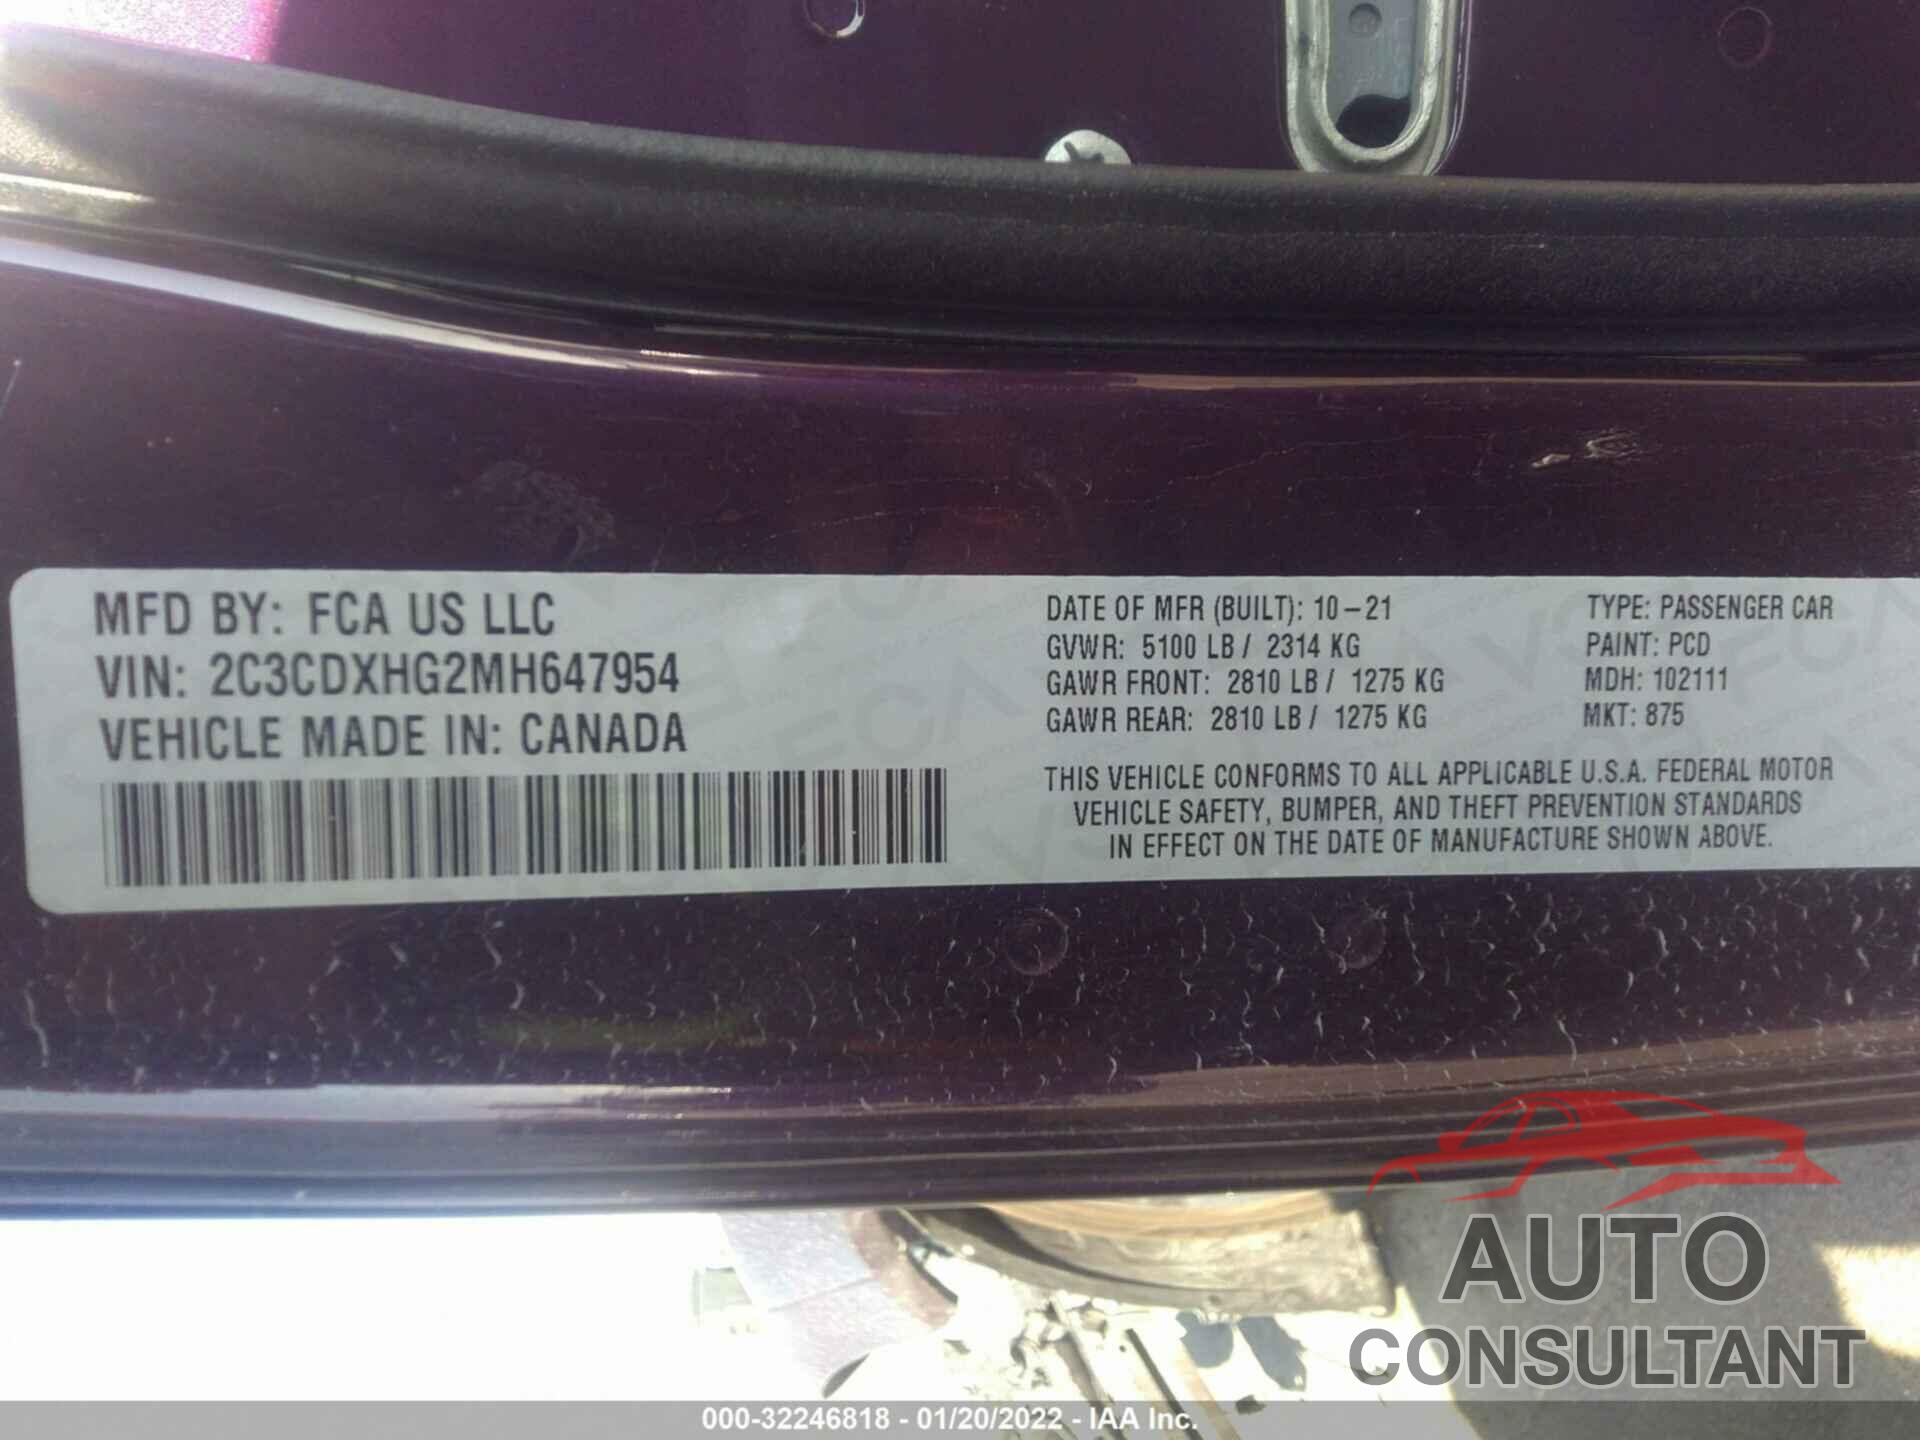 MFD BY: FCA US LLC
VIN: 2C3CDXHG2MH647954
VEHICLE MADE IN: CANADA
DATE OF MFR (BUILT): 10-21
GVWR: 5100 LB / 2314 KG
GAWR FRONT: 2810 LB / 1275 KG
GAWR REAR: 2810 LB / 1275 KG
TYPE: PASSENGER CAR
PAINT: PCD
MDH: 102111
MKT: 875
THIS VEHICLE CONFORMS TO ALL APPLICABLE U.S.A. FEDERAL MOTOR
VEHICLE SAFETY, BUMPER, AND THEFT PREVENTION STANDARDS
IN EFFECT ON THE DATE OF MANUFACTURE SHOWN ABOVE.
AUTO
CONSULTANT
000-32246818 - 01/20/2022 - IAA Inc.